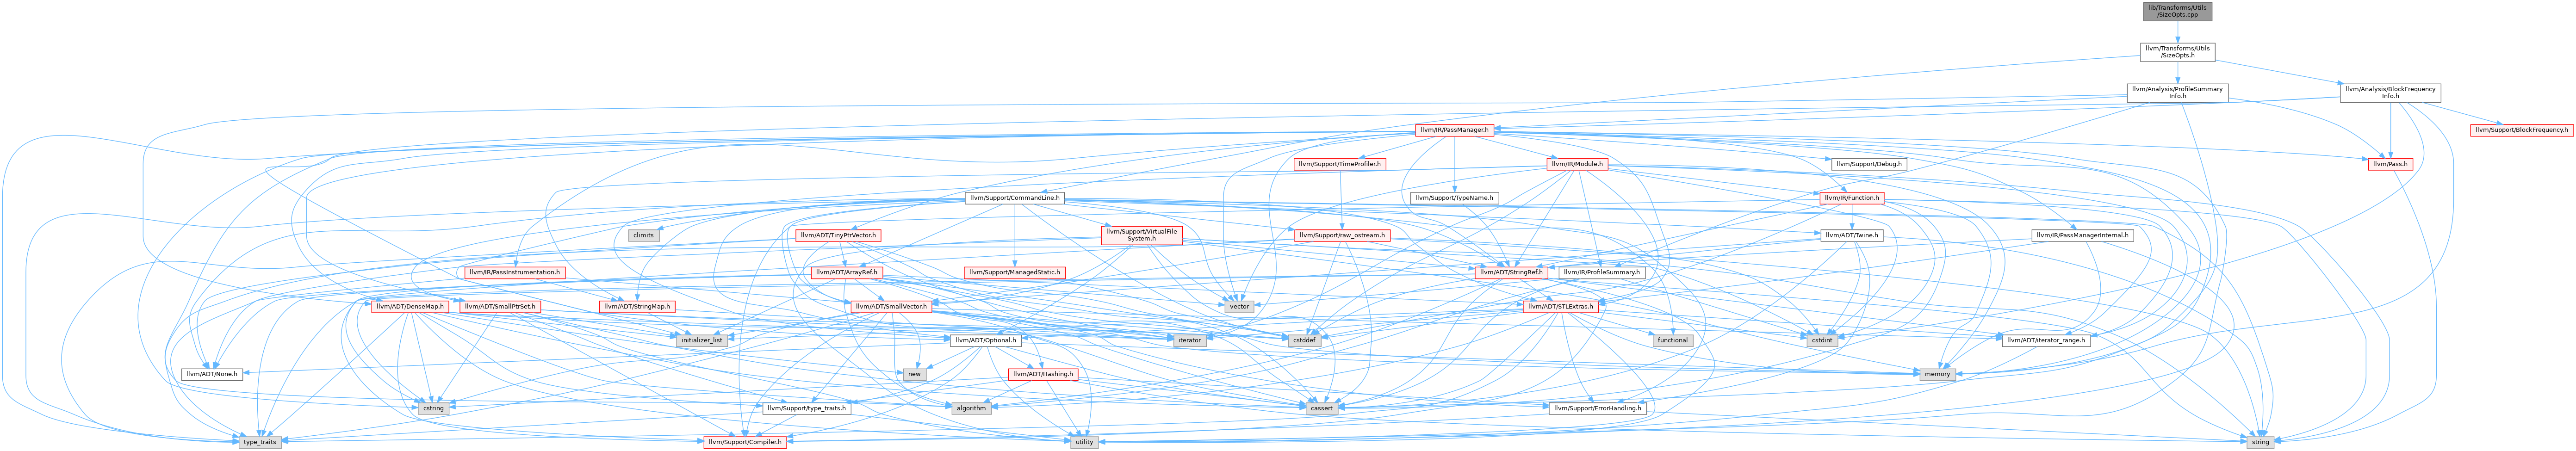 lib/Transforms/Utils
/SizeOpts.cpp
llvm/Transforms/Utils
/SizeOpts.h
llvm/Analysis/ProfileSummary
Info.h
llvm/Analysis/BlockFrequency
Info.h
llvm/IR/PassManager.h
llvm/Support/BlockFrequency.h
llvm/Support/TimeProfiler.h
llvm/IR/Module.h
llvm/Support/Debug.h
llvm/Pass.h
llvm/Support/CommandLine.h
llvm/Support/TypeName.h
llvm/IR/Function.h
climits
llvm/ADT/TinyPtrVector.h
llvm/Support/VirtualFile
System.h
llvm/Support/raw_ostream.h
llvm/ADT/Twine.h
llvm/IR/PassManagerInternal.h
llvm/IR/PassInstrumentation.h
llvm/ADT/ArrayRef.h
llvm/Support/ManagedStatic.h
llvm/ADT/StringRef.h
llvm/IR/ProfileSummary.h
llvm/ADT/DenseMap.h
llvm/ADT/SmallPtrSet.h
llvm/ADT/StringMap.h
llvm/ADT/SmallVector.h
vector
llvm/ADT/STLExtras.h
initializer_list
llvm/ADT/Optional.h
iterator
cstddef
functional
cstdint
llvm/ADT/iterator_range.h
llvm/ADT/None.h
new
llvm/ADT/Hashing.h
memory
cstring
llvm/Support/type_traits.h
algorithm
cassert
llvm/Support/ErrorHandling.h
type_traits
llvm/Support/Compiler.h
utility
string